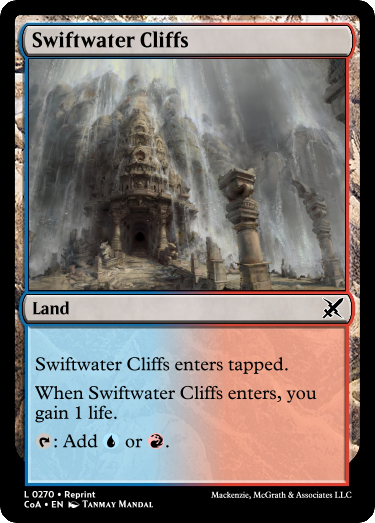 Swiftwater Cliffs
Land
Swiftwater Cliffs enters tapped.
When Swiftwater Cliffs enters, you
gain 1 life.
: Add or .
L 0270 • Reprint
CoA • EN Tanmay Mandal
Mackenzie, McGrath & Associates LLC